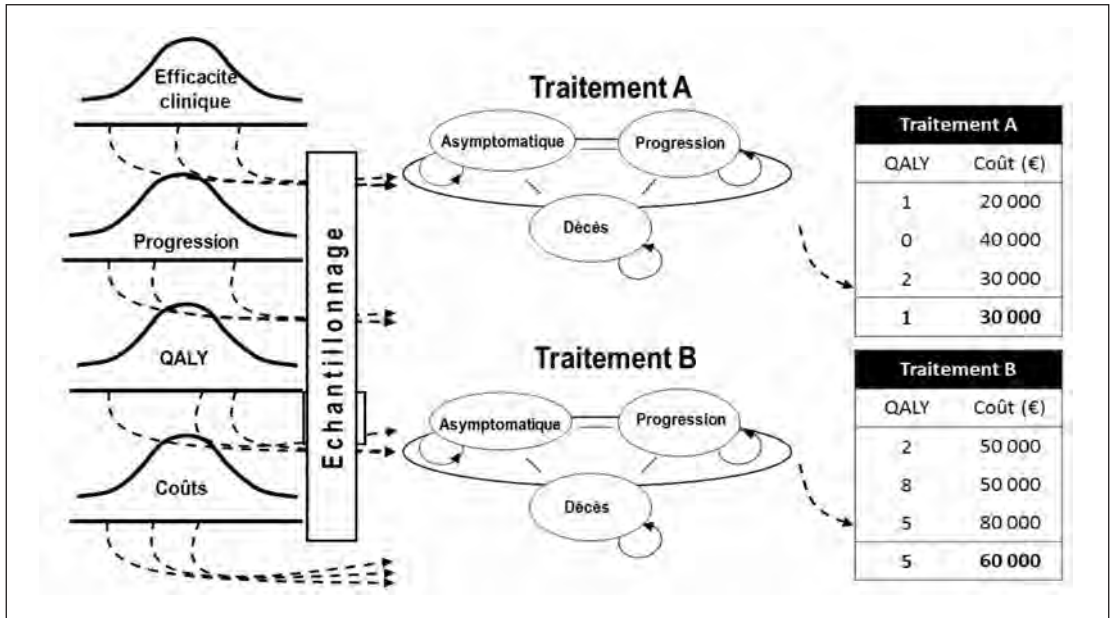 Efficacité
clinique
Progression
QALY
Coûts
Echantillonnage
Traitement A
Asymptomatique
Progression
Décès
Traitement B
Asymptomatique
Progression
Décès
Traitement A
QALY Coût (€)
1 20 000
0 40 000
2 30 000
1 30 000
Traitement B
QALY Coût (€)
2 50 000
8 50 000
5 80 000
5 60 000